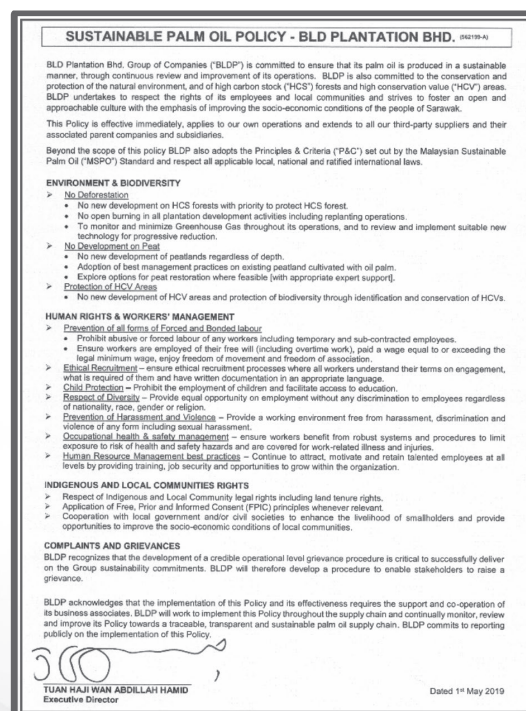 SUSTAINABLE PALM OIL POLICY - BLD PLANTATION BHD. (562199-A)
BLD Plantation Bhd. Group of Companies ("BLDP") is committed to ensure that its palm oil is produced in a sustainable
manner, through continuous review and improvement of its operations. BLDP is also committed to the conservation and
protection of the natural environment, and of high carbon stock ("HCS") forests and high conservation value ("HCV") areas.
BLDP undertakes to respect the rights of its employees and local communities and strives to foster an open and
approachable culture with the emphasis of improving the socio-economic conditions of the people of Sarawak.
This Policy is effective immediately, applies to our own operations and extends to all our third-party suppliers and their
associated parent companies and subsidiaries.
Beyond the scope of this policy BLDP also adopts the Principles & Criteria ("P&C") set out by the Malaysian Sustainable
Palm Oil ("MSPO") Standard and respect all applicable local, national and ratified international laws.
ENVIRONMENT & BIODIVERSITY
➢ No Deforestation
• No new development on HCS forests with priority to protect HCS forest.
• No open burning in all plantation development activities including replanting operations.
• To monitor and minimize Greenhouse Gas throughout its operations, and to review and implement suitable new
technology for progressive reduction.
➢ No Development on Peat
• No new development of peatlands regardless of depth.
• Adoption of best management practices on existing peatland cultivated with oil palm.
• Explore options for peat restoration where feasible [with appropriate expert support].
➢ Protection of HCV Areas
• No new development of HCV areas and protection of biodiversity through identification and conservation of HCVs.
HUMAN RIGHTS & WORKERS' MANAGEMENT
➢ Prevention of all forms of Forced and Bonded labour
• Prohibit abusive or forced labour of any workers including temporary and sub-contracted employees.
• Ensure workers are employed of their free will (including overtime work), paid a wage equal to or exceeding the
legal minimum wage, enjoy freedom of movement and freedom of association.
➢ Ethical Recruitment – ensure ethical recruitment processes where all workers understand their terms on engagement,
what is required of them and have written documentation in an appropriate language.
➢ Child Protection – Prohibit the employment of children and facilitate access to education.
➢ Respect of Diversity – Provide equal opportunity on employment without any discrimination to employees regardless
of nationality, race, gender or religion.
➢ Prevention of Harassment and Violence – Provide a working environment free from harassment, discrimination and
violence of any form including sexual harassment.
➢ Occupational health & safety management – ensure workers benefit from robust systems and procedures to limit
exposure to risk of health and safety hazards and are covered for work-related illness and injuries.
➢ Human Resource Management best practices – Continue to attract, motivate and retain talented employees at all
levels by providing training, job security and opportunities to grow within the organization.
INDIGENOUS AND LOCAL COMMUNITIES RIGHTS
➢ Respect of Indigenous and Local Community legal rights including land tenure rights.
➢ Application of Free, Prior and Informed Consent (FPIC) principles whenever relevant.
➢ Cooperation with local government and/or civil societies to enhance the livelihood of smallholders and provide
opportunities to improve the socio-economic conditions of local communities.
COMPLAINTS AND GRIEVANCES
BLDP recognizes that the development of a credible operational level grievance procedure is critical to successfully deliver
on the Group sustainability commitments. BLDP will therefore develop a procedure to enable stakeholders to raise a
grievance.
BLDP acknowledges that the implementation of this Policy and its effectiveness requires the support and co-operation of
its business associates. BLDP will work to implement this Policy throughout the supply chain and continually monitor, review
and improve its Policy towards a traceable, transparent and sustainable palm oil supply chain. BLDP commits to reporting
publicly on the implementation of this Policy.
TUAN HAJI WAN ABDILLAH HAMID
Executive Director
Dated 1st May 2019